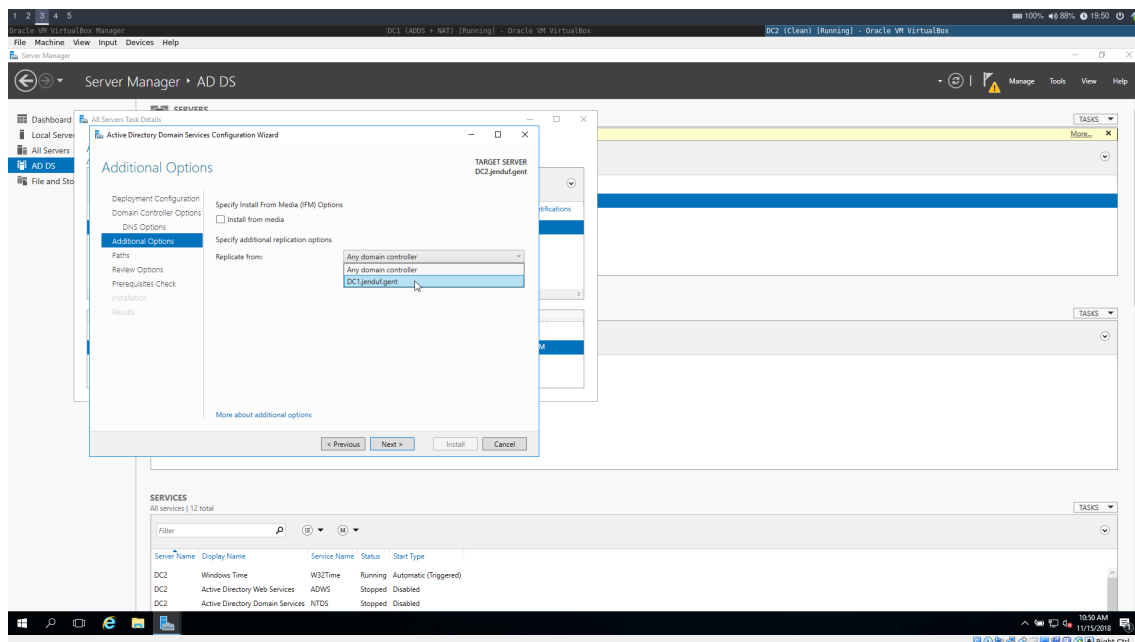 1 2 3 4 5
100% 88% 19:50
Oracle VM VirtualBox Manager
DC1 (ADDS + NAT) [Running] - Oracle VM VirtualBox
DC2 (Clean) [Running] - Oracle VM VirtualBox
File Machine View Input Devices Help
Server Manager
Server Manager AD DS
Manage Tools View Help
Dashboard
Local Serve
All Servers
AD DS
File and Sto
SERVERS
TASKS
More...
All Servers Task Details
Active Directory Domain Services Configuration Wizard
Additional Options
TARGET SERVER
DC2.jenduf.gent
Deployment Configuration
Domain Controller Options
DNS Options
Additional Options
Paths
Review Options
Prerequisites Check
Installation
Results
Specify Install From Media (IFM) Options
Install from media
Specify additional replication options
Replicate from:
Any domain controller
Any domain controller
DC1.jenduf.gent
More about additional options
< Previous Next > Install Cancel
TASKS
SERVICES
All services | 12 total
TASKS
Filter
Server Name Display Name Service Name Status Start Type
DC2 Windows Time W32Time Running Automatic (Triggered)
DC2 Active Directory Web Services ADWS Stopped Disabled
DC2 Active Directory Domain Services NTDS Stopped Disabled
10:50 AM
11/15/2018
Right Ctrl